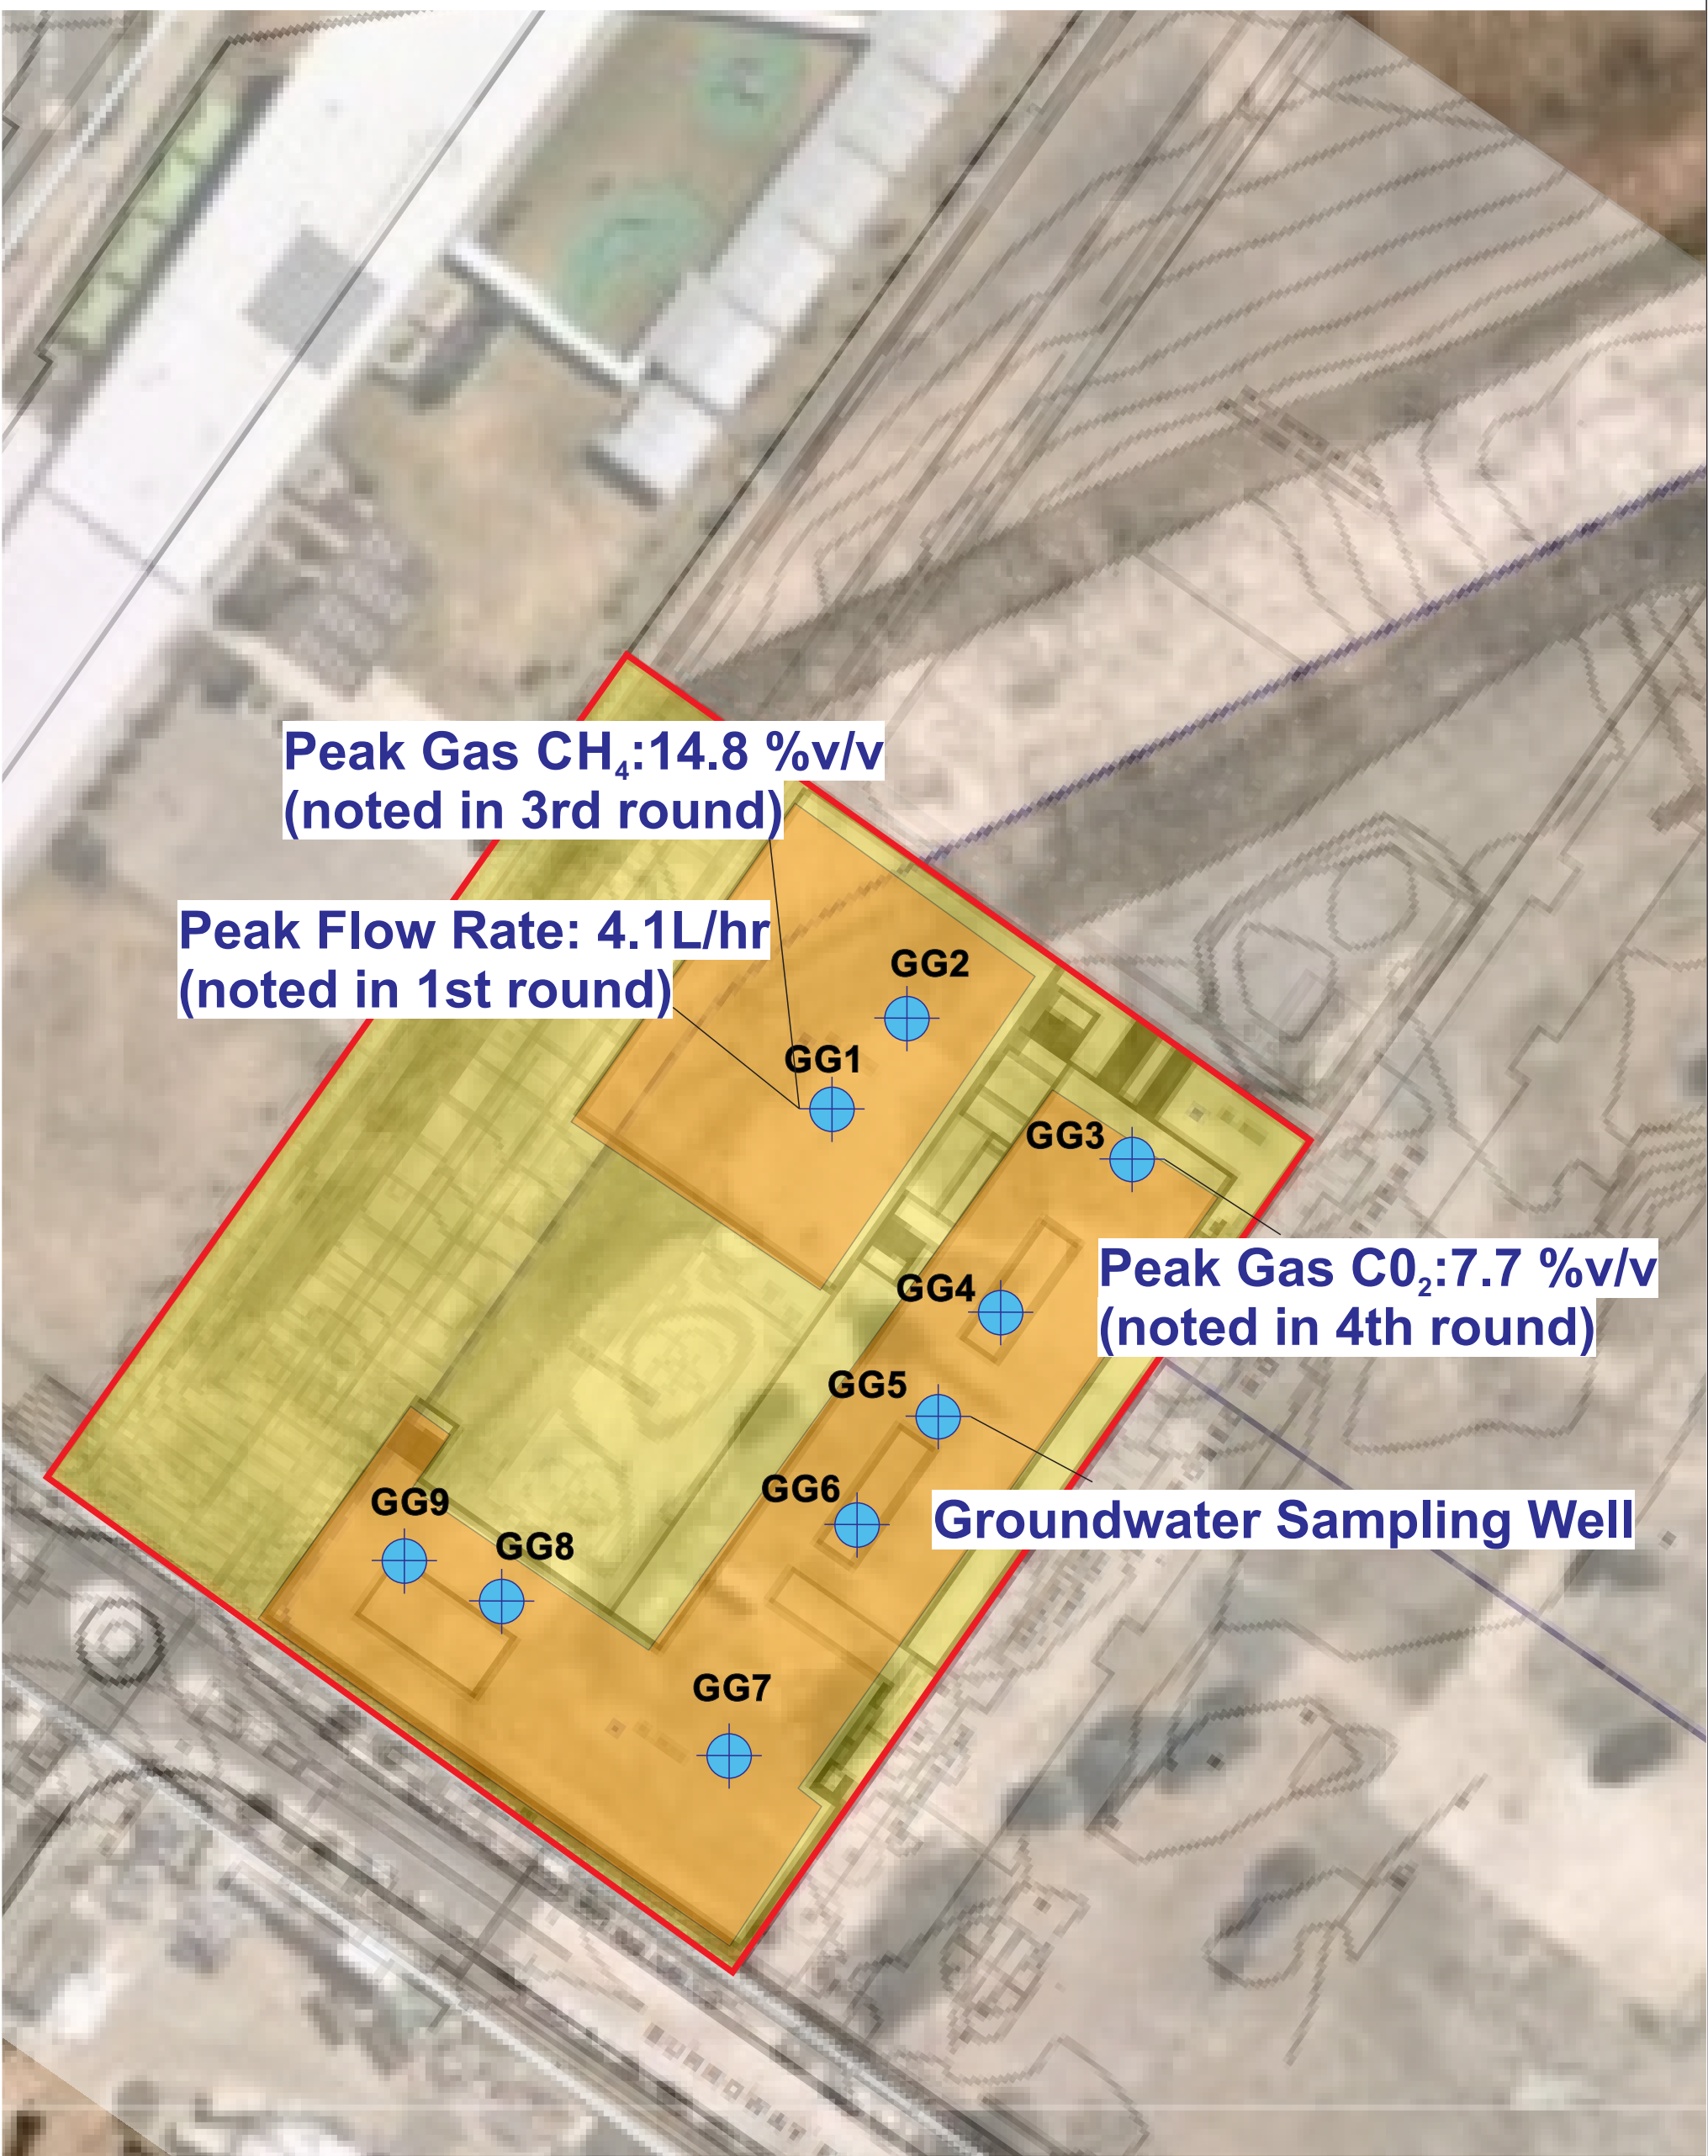 Peak Gas CH₄:14.8 %v/v
(noted in 3rd round)
Peak Flow Rate: 4.1L/hr
(noted in 1st round)
GG2
GG1
GG3
Peak Gas C0₂:7.7 %v/v
(noted in 4th round)
GG4
GG5
GG6
Groundwater Sampling Well
GG9
GG8
GG7